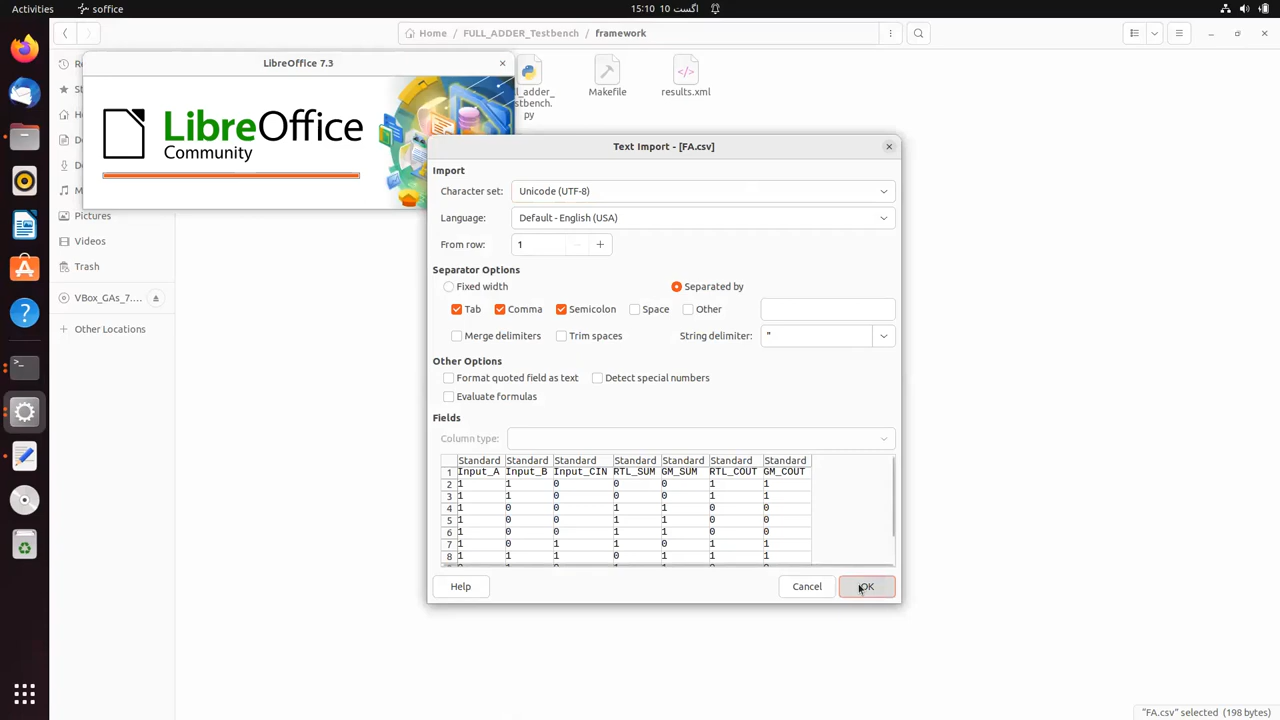 Activities
soffice
15:10 10 اگست
Home
FULL_ADDER_Testbench
framework
LibreOffice 7.3
LibreOffice
Community
Pictures
Videos
Trash
VBox_GAs_7....
Other Locations
ll_adder_
stbench.
py
Makefile
results.xml
Text Import - [FA.csv]
Import
Character set: Unicode (UTF-8)
Language: Default - English (USA)
From row: 1
Separator Options
Fixed width Separated by
Tab Comma Semicolon Space Other
Merge delimiters Trim spaces String delimiter: "
Other Options
Format quoted field as text Detect special numbers
Evaluate formulas
Fields
Column type:
Standard Standard Standard Standard Standard Standard Standard
1 Input_A Input_B Input_CIN RTL_SUM GM_SUM RTL_COUT GM_COUT
2 1 1 0 0 0 1 1
3 1 1 0 0 0 1 1
4 1 0 0 1 1 0 0
5 1 0 0 1 1 0 0
6 1 0 0 1 1 0 0
7 1 0 1 1 0 1 1
8 1 1 1 0 1 1 1
Help Cancel OK
"FA.csv" selected (198 bytes)